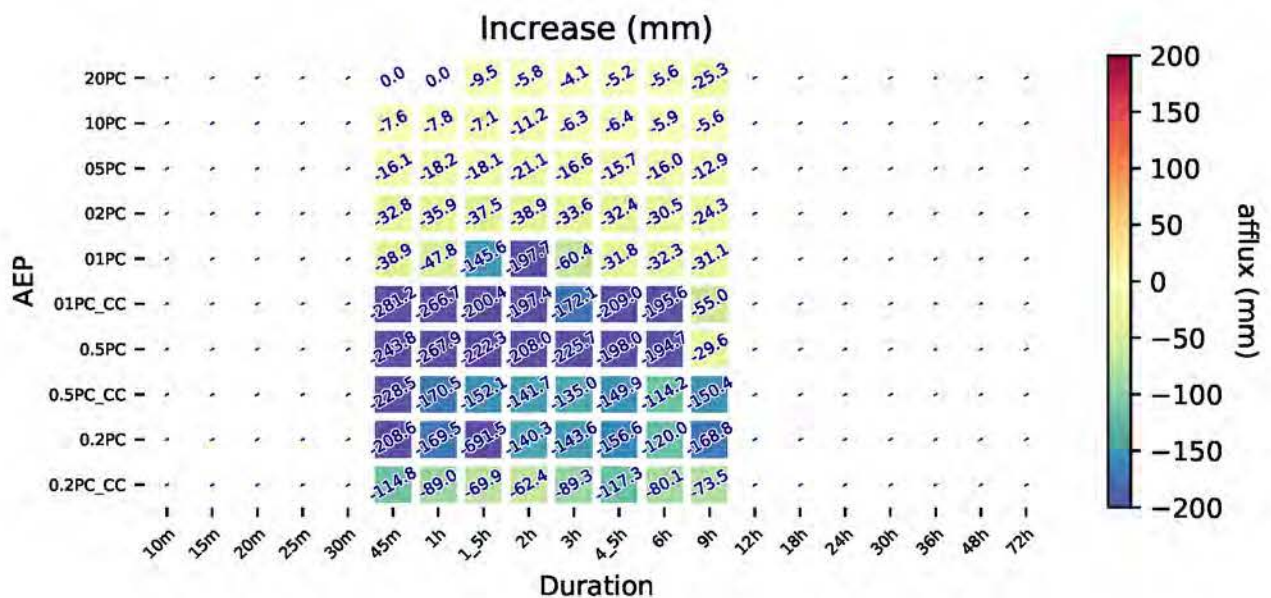 Increase (mm)
20PC 0.0 0.0 -9.5 -5.8 -4.1 -5.2 -5.6 -25.3
10PC -7.6 -7.8 -7.1 -11.2 -6.3 -6.4 -5.9 -5.6
05PC -16.1 -18.2 -18.1 -21.1 -16.6 -15.7 -16.0 -12.9
02PC -32.8 -35.9 -37.5 -38.9 -33.6 -32.4 -30.5 -24.3
01PC -38.9 -47.8 -145.6 -197.7 -60.4 -31.8 -32.3 -31.1
01PC_CC -281.2 -266.7 -200.4 -197.4 -172.1 -209.0 -195.6 -55.0
0.5PC -243.8 -267.9 -222.3 -208.0 -225.7 -198.0 -194.7 -29.6
0.5PC_CC -228.5 -170.5 -152.1 -141.7 -135.0 -149.9 -114.2 -150.4
0.2PC -208.6 -169.5 -691.5 -140.3 -143.6 -156.6 -120.0 -168.8
0.2PC_CC -114.8 -89.0 -69.9 -62.4 -89.3 -117.3 -80.1 -73.5
AEP
10m 15m 20m 25m 30m 45m 1h 1_5h 2h 3h 4_5h 6h 9h 12h 18h 24h 30h 36h 48h 72h
Duration
200
150
100
50
0
−50
−100
−150
−200
afflux (mm)